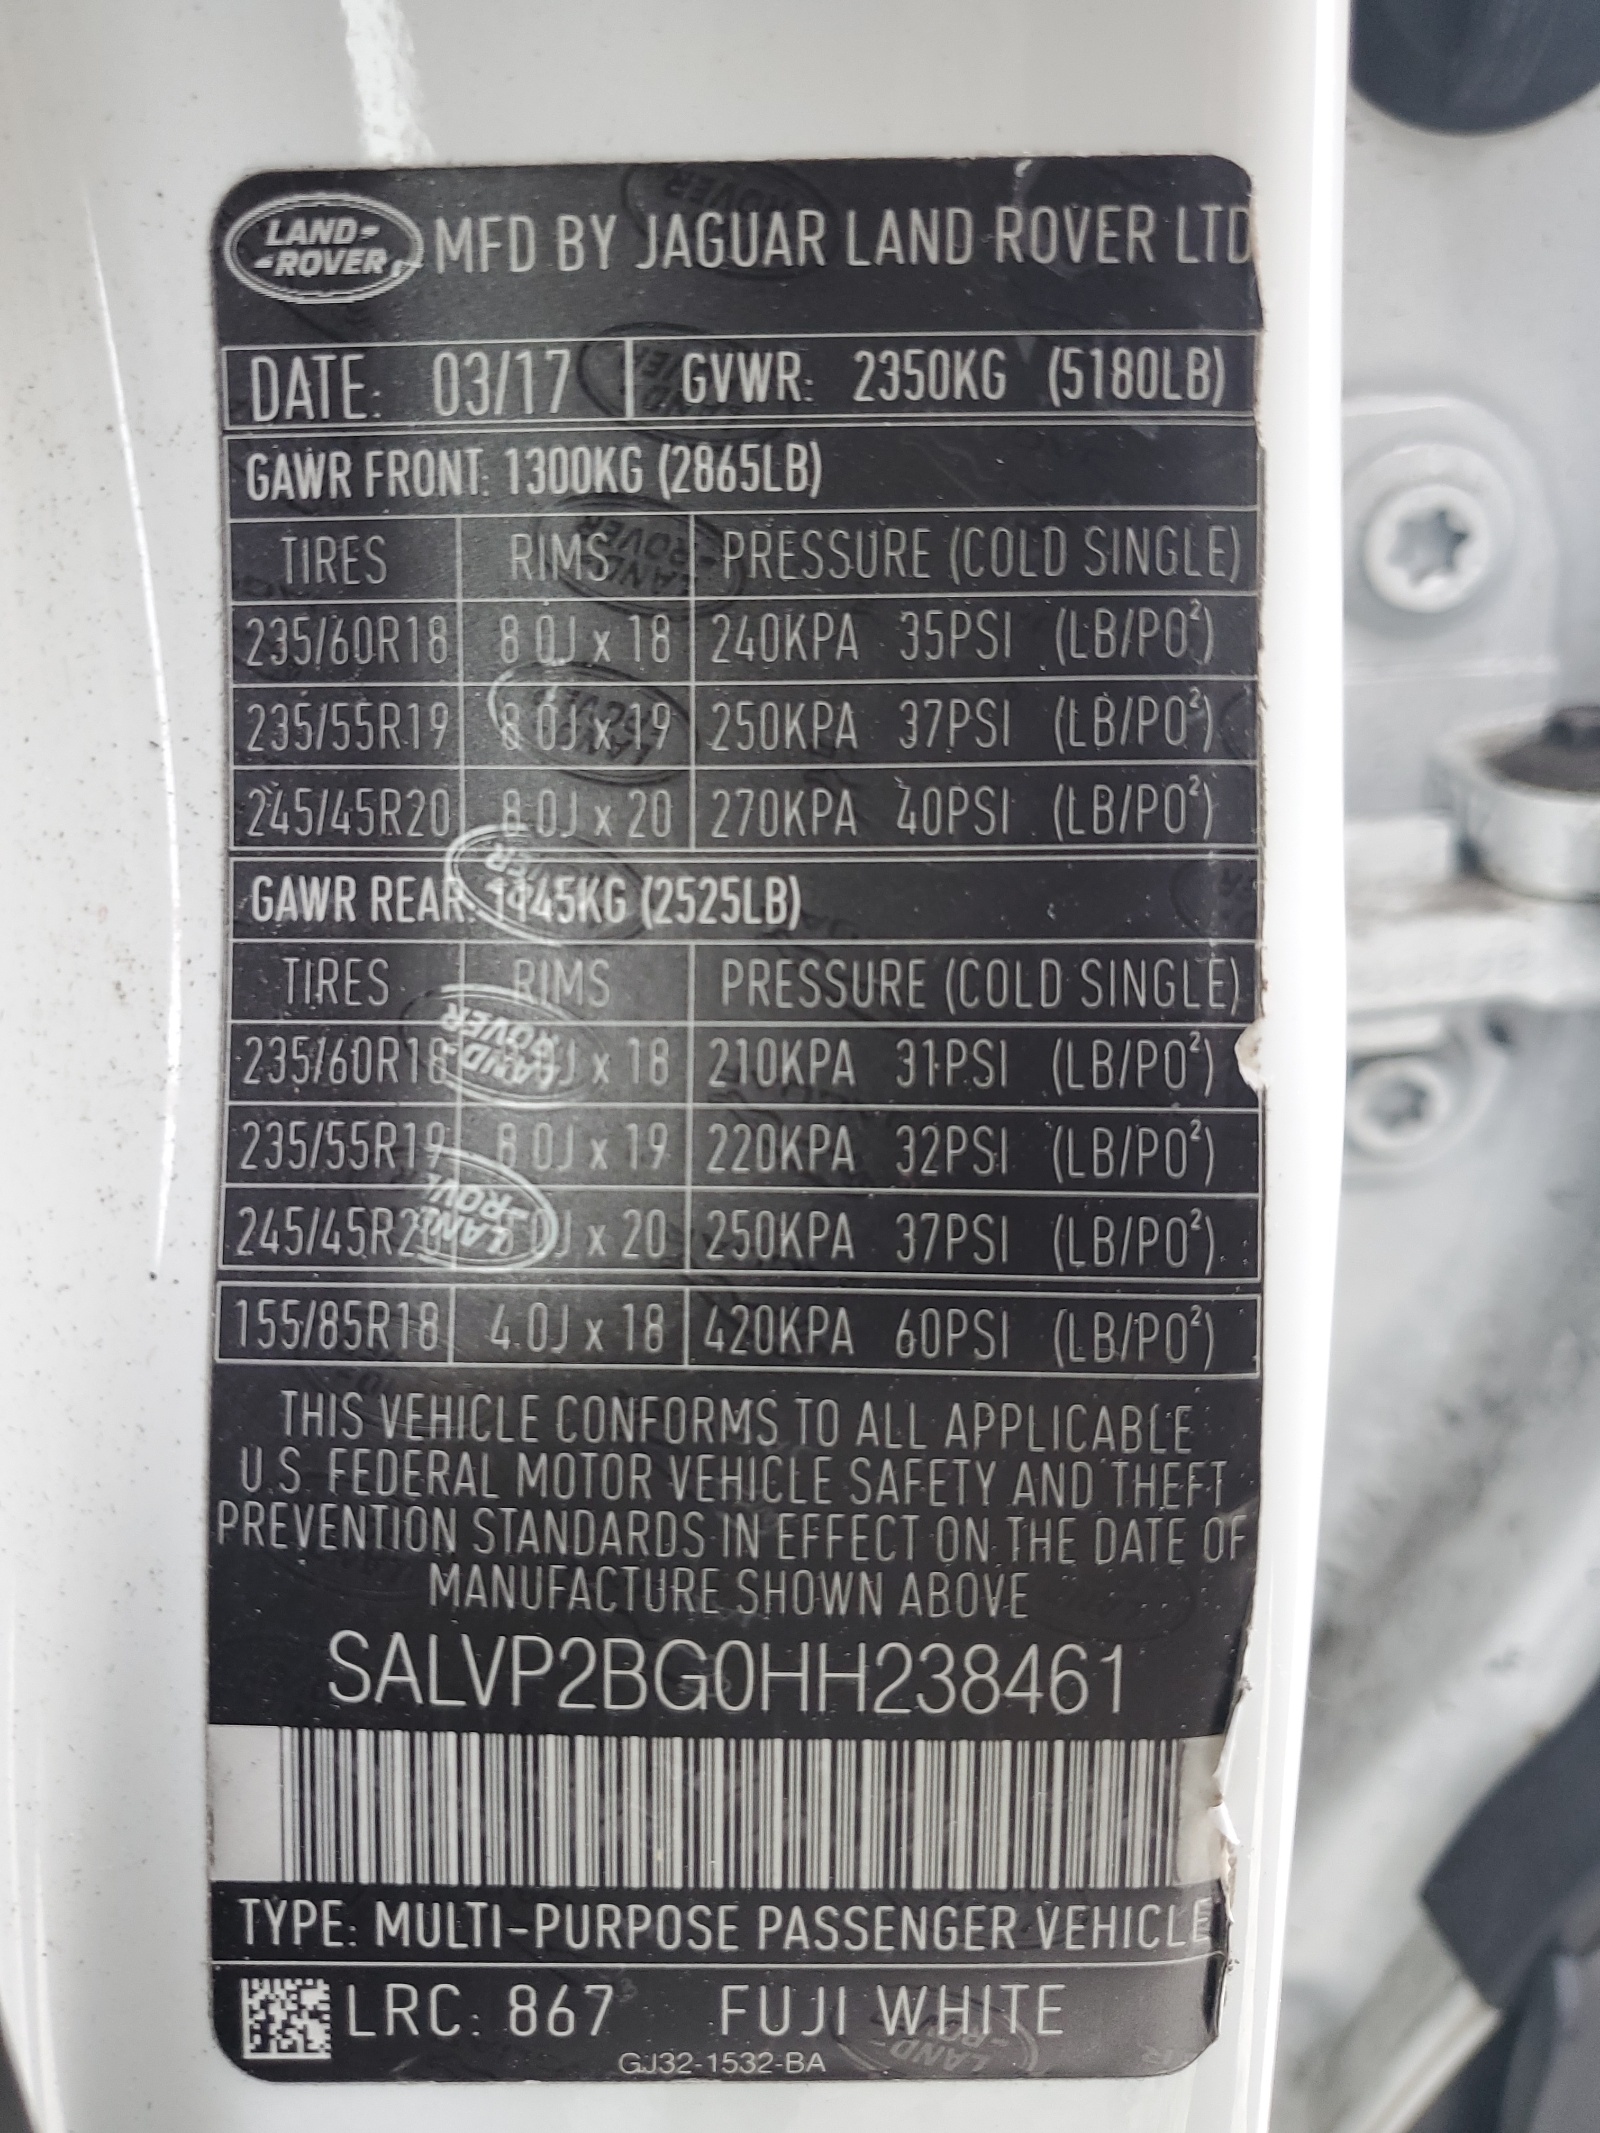 LAND-
-ROVER
MFD BY JAGUAR LAND ROVER LTD
DATE: 03/17 GVWR: 2350KG (5180LB)
GAWR FRONT: 1300KG (2865LB)
TIRES RIMS PRESSURE (COLD SINGLE)
235/60R18 8.0J x 18 240KPA 35PSI (LB/PO²)
235/55R19 8.0J x 19 250KPA 37PSI (LB/PO²)
245/45R20 8.0J x 20 270KPA 40PSI (LB/PO²)
GAWR REAR: 1145KG (2525LB)
TIRES RIMS PRESSURE (COLD SINGLE)
235/60R18 8.0J x 18 210KPA 31PSI (LB/PO²)
235/55R19 8.0J x 19 220KPA 32PSI (LB/PO²)
245/45R20 8.0J x 20 250KPA 37PSI (LB/PO²)
155/85R18 4.0J x 18 420KPA 60PSI (LB/PO²)
THIS VEHICLE CONFORMS TO ALL APPLICABLE
U.S. FEDERAL MOTOR VEHICLE SAFETY AND THEFT
PREVENTION STANDARDS IN EFFECT ON THE DATE OF
MANUFACTURE SHOWN ABOVE
SALVP2BG0HH238461
TYPE: MULTI-PURPOSE PASSENGER VEHICLE
LRC: 867 FUJI WHITE
GJ32-1532-BA